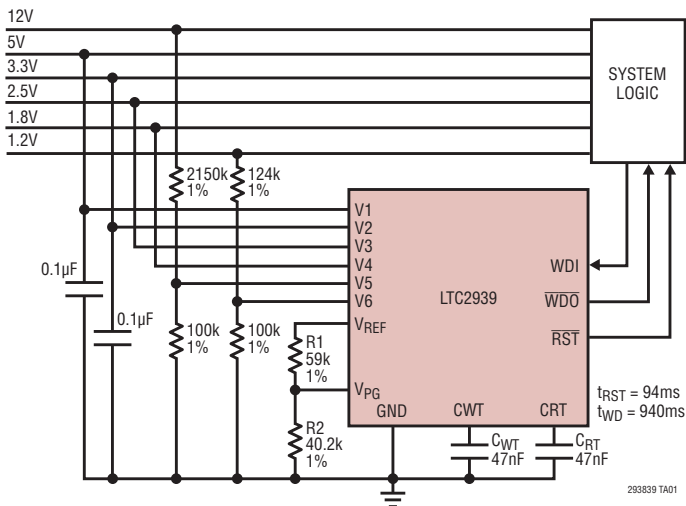 12V
5V
3.3V
2.5V
1.8V
1.2V
SYSTEM
LOGIC
2150k
1%
124k
1%
V1
V2
V3
V4
V5
V6
VREF
VPG
GND
CWT
CRT
WDI
WDO
RST
LTC2939
0.1µF
0.1µF
100k
1%
100k
1%
R1
59k
1%
R2
40.2k
1%
tRST = 94ms
tWD = 940ms
CWT
47nF
CRT
47nF
293839 TA01